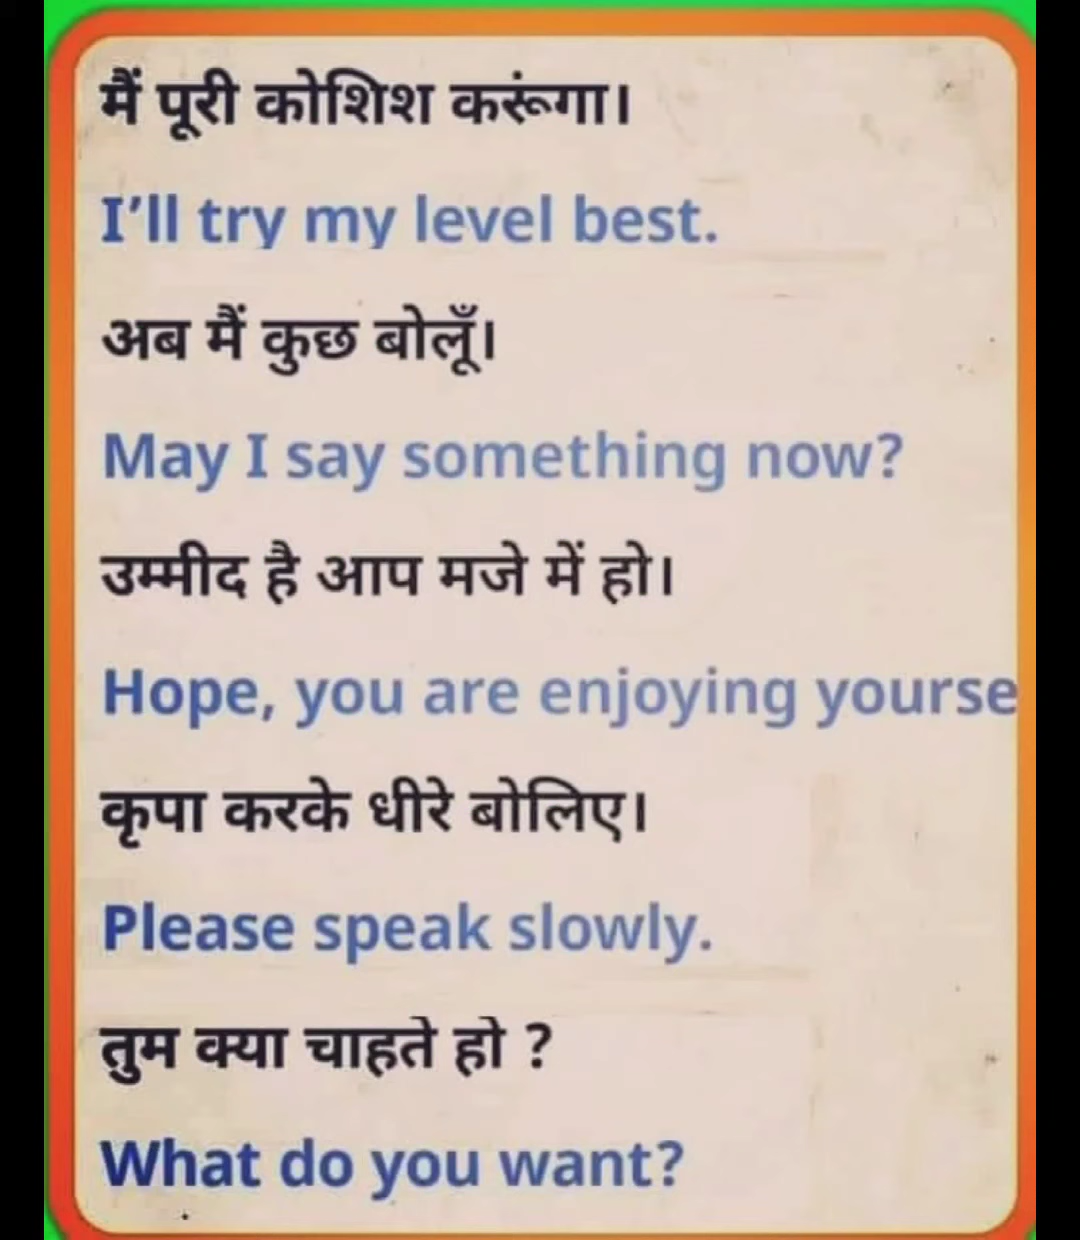 मैं पूरी कोशिश करूंगा।
I’ll try my level best.
अब मैं कुछ बोलूँ।
May I say something now?
उम्मीद है आप मजे में हो।
Hope, you are enjoying yourse
कृपा करके धीरे बोलिए।
Please speak slowly.
तुम क्या चाहते हो ?
What do you want?